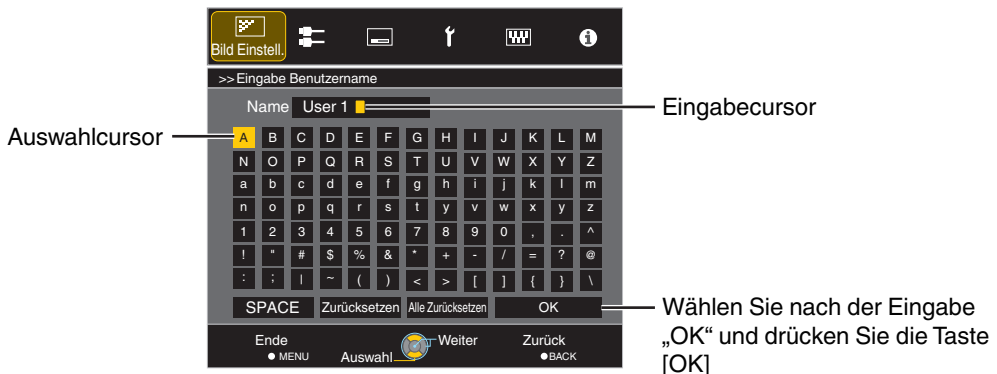 Bild Einstell.
>>Eingabe Benutzername
Name User 1
Eingabecursor
Auswahlcursor
A B C D E F G H I J K L M
N O P Q R S T U V W X Y Z
a b c d e f g h i j k l m
n o p q r s t y v w x y z
1 2 3 4 5 6 7 8 9 0 , . ^
! " # $ % & * + - / = ? @
: ; | ~ ( ) < > [ ] { } \
SPACE Zurücksetzen Alle Zurücksetzen OK
Wählen Sie nach der Eingabe
„OK“ und drücken Sie die Taste
[OK]
Ende Weiter Zurück
MENU Auswahl BACK